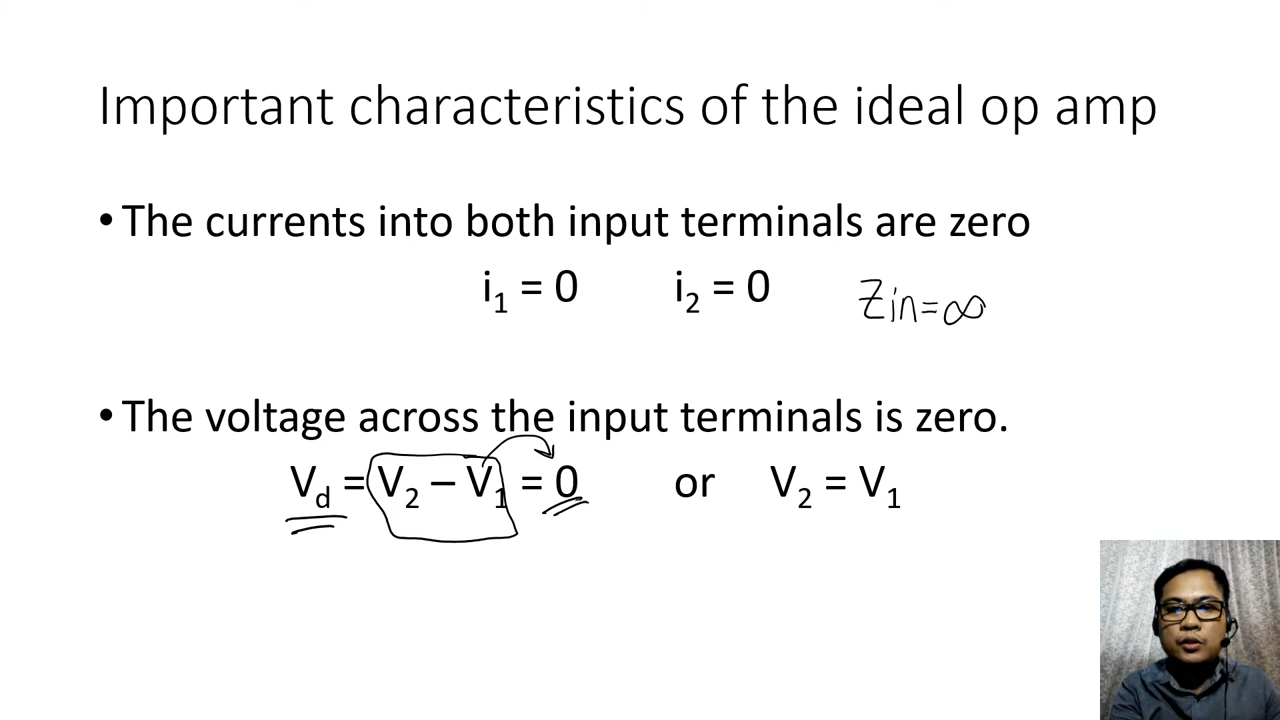 Important characteristics of the ideal op amp
• The currents into both input terminals are zero
i₁ = 0 i₂ = 0 Zin=∞
• The voltage across the input terminals is zero.
V_d = V₂ – V₁ = 0 or V₂ = V₁